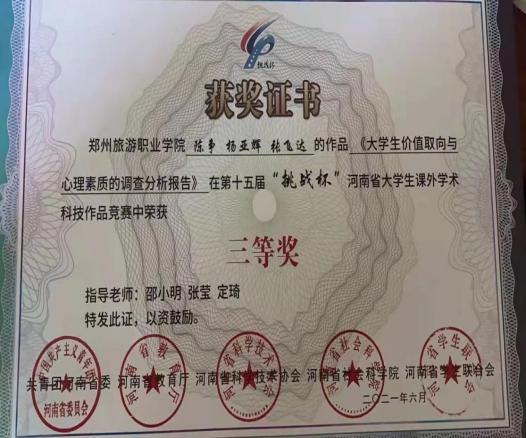 挑战杯
获奖证书
郑州旅游职业学院 陈争 杨亚辉 张飞达 的作品 《大学生价值取向与
心理素质的调查分析报告》 在第十五届“挑战杯”河南省大学生课外学术
科技作品竞赛中荣获
三等奖
指导老师：邵小明 张莹 定琦
特发此证，以资鼓励。
共青团河南省委 河南省教育厅 河南省科学技术协会 河南省社会科学院 河南省学生联合会
河南省委员会
二〇二一年六月